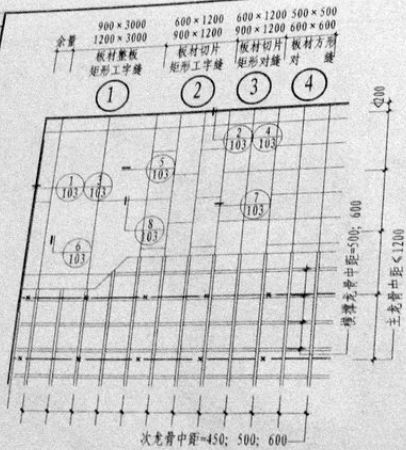 900×3000 600×1200 600×1200 500×500
余量 1200×3000 900×1200 900×1200 600×600
板材整板 板材切片 板材切片 板材方形
矩形工字缝 矩形工字缝 矩形对缝 对缝
1 2 3 4
<200
2/103 4/103
5/103
1/103 3/103
7/103
8/103
6/103
横撑龙骨中距=500; 600
主龙骨中距<1200
次龙骨中距=450; 500; 600